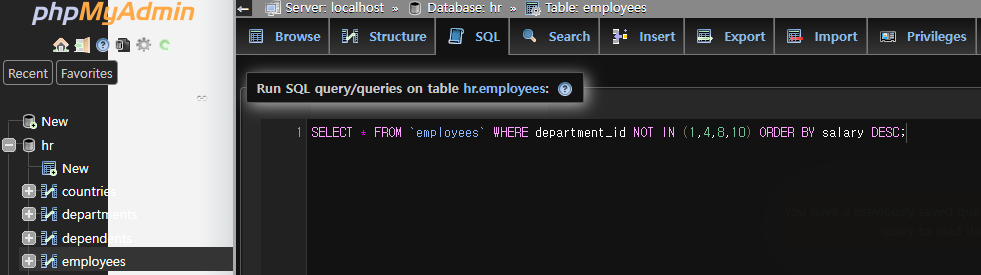 phpMyAdmin
Recent Favorites
New
hr
New
countries
departments
dependents
employees
Server: localhost » Database: hr » Table: employees
Browse Structure SQL Search Insert Export Import Privileges
Run SQL query/queries on table hr.employees:
1 SELECT * FROM `employees` WHERE department_id NOT IN (1,4,8,10) ORDER BY salary DESC;